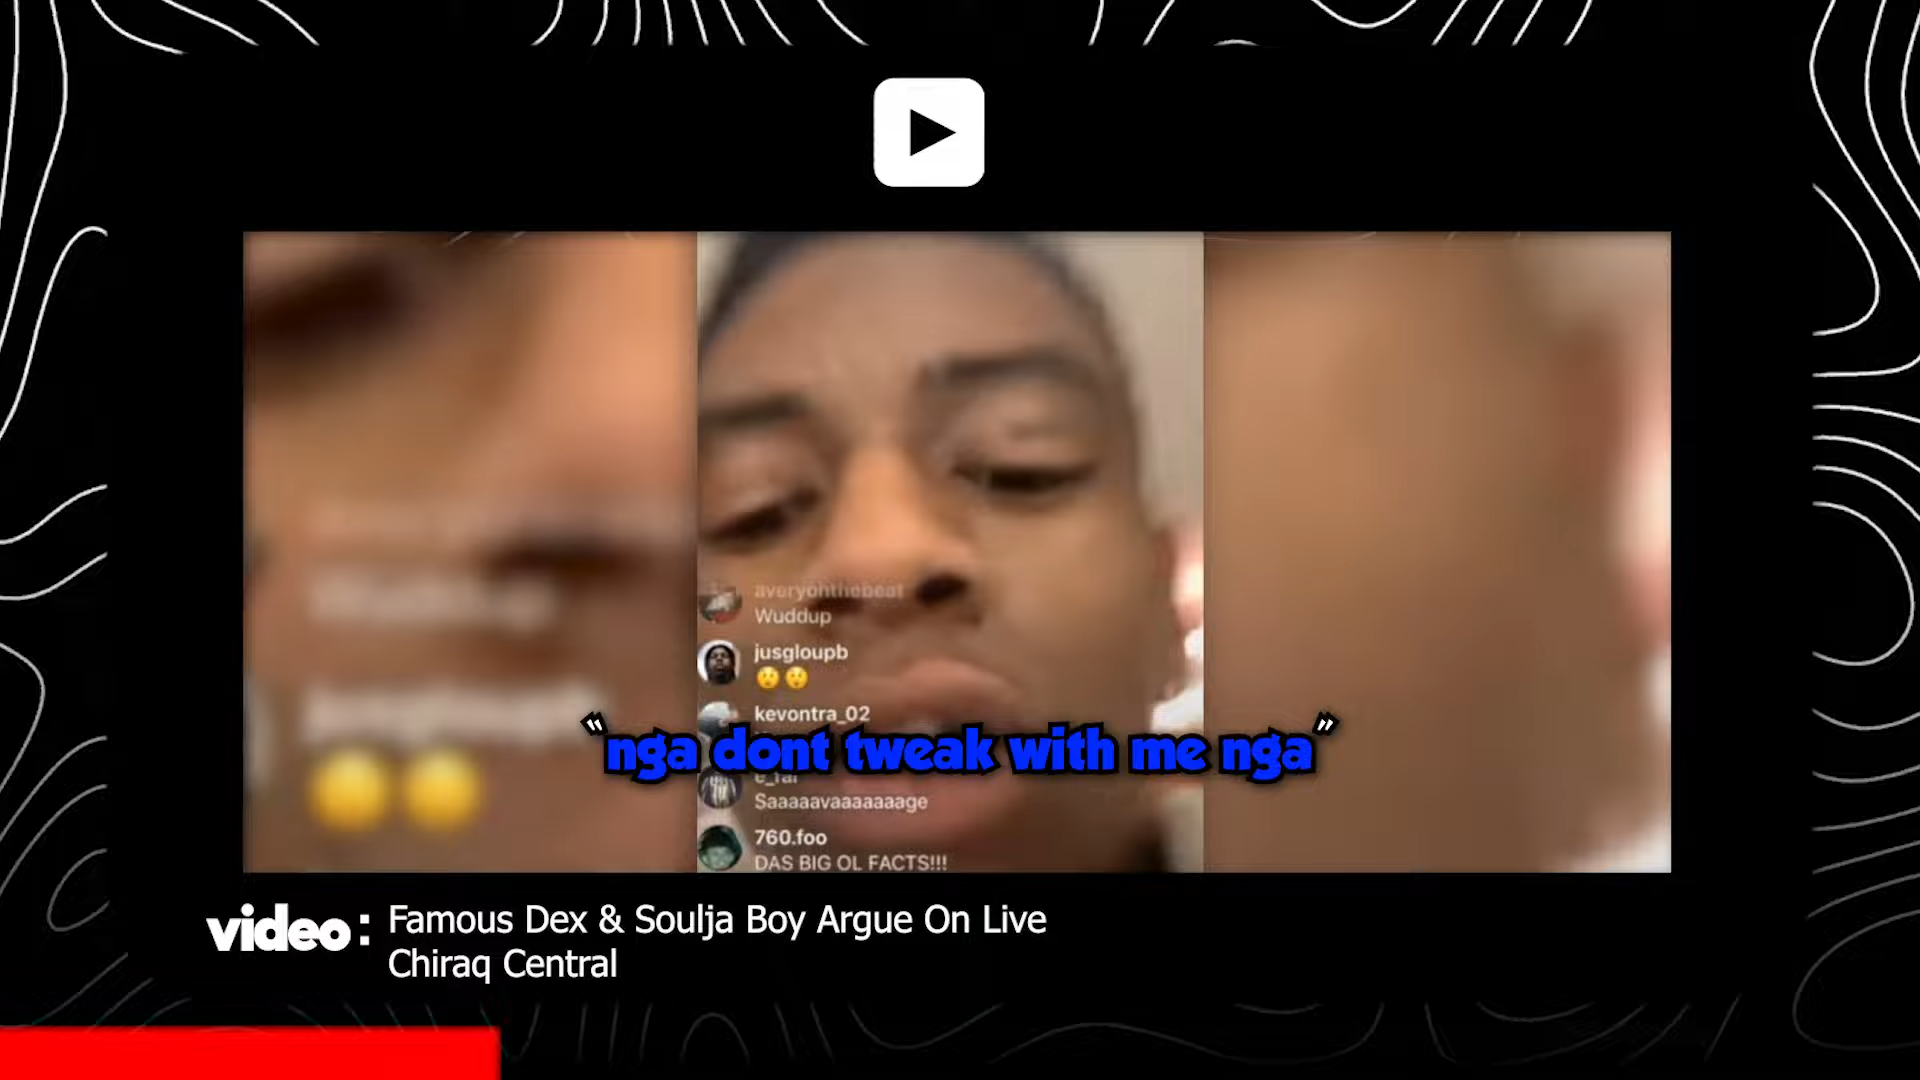 averyonthebeat
Wuddup
jusgloupb
kevontra_02
“nga dont tweak with me nga”
Saaaaavaaaaaaage
760.foo
DAS BIG OL FACTS!!!
video: Famous Dex & Soulja Boy Argue On Live
Chiraq Central